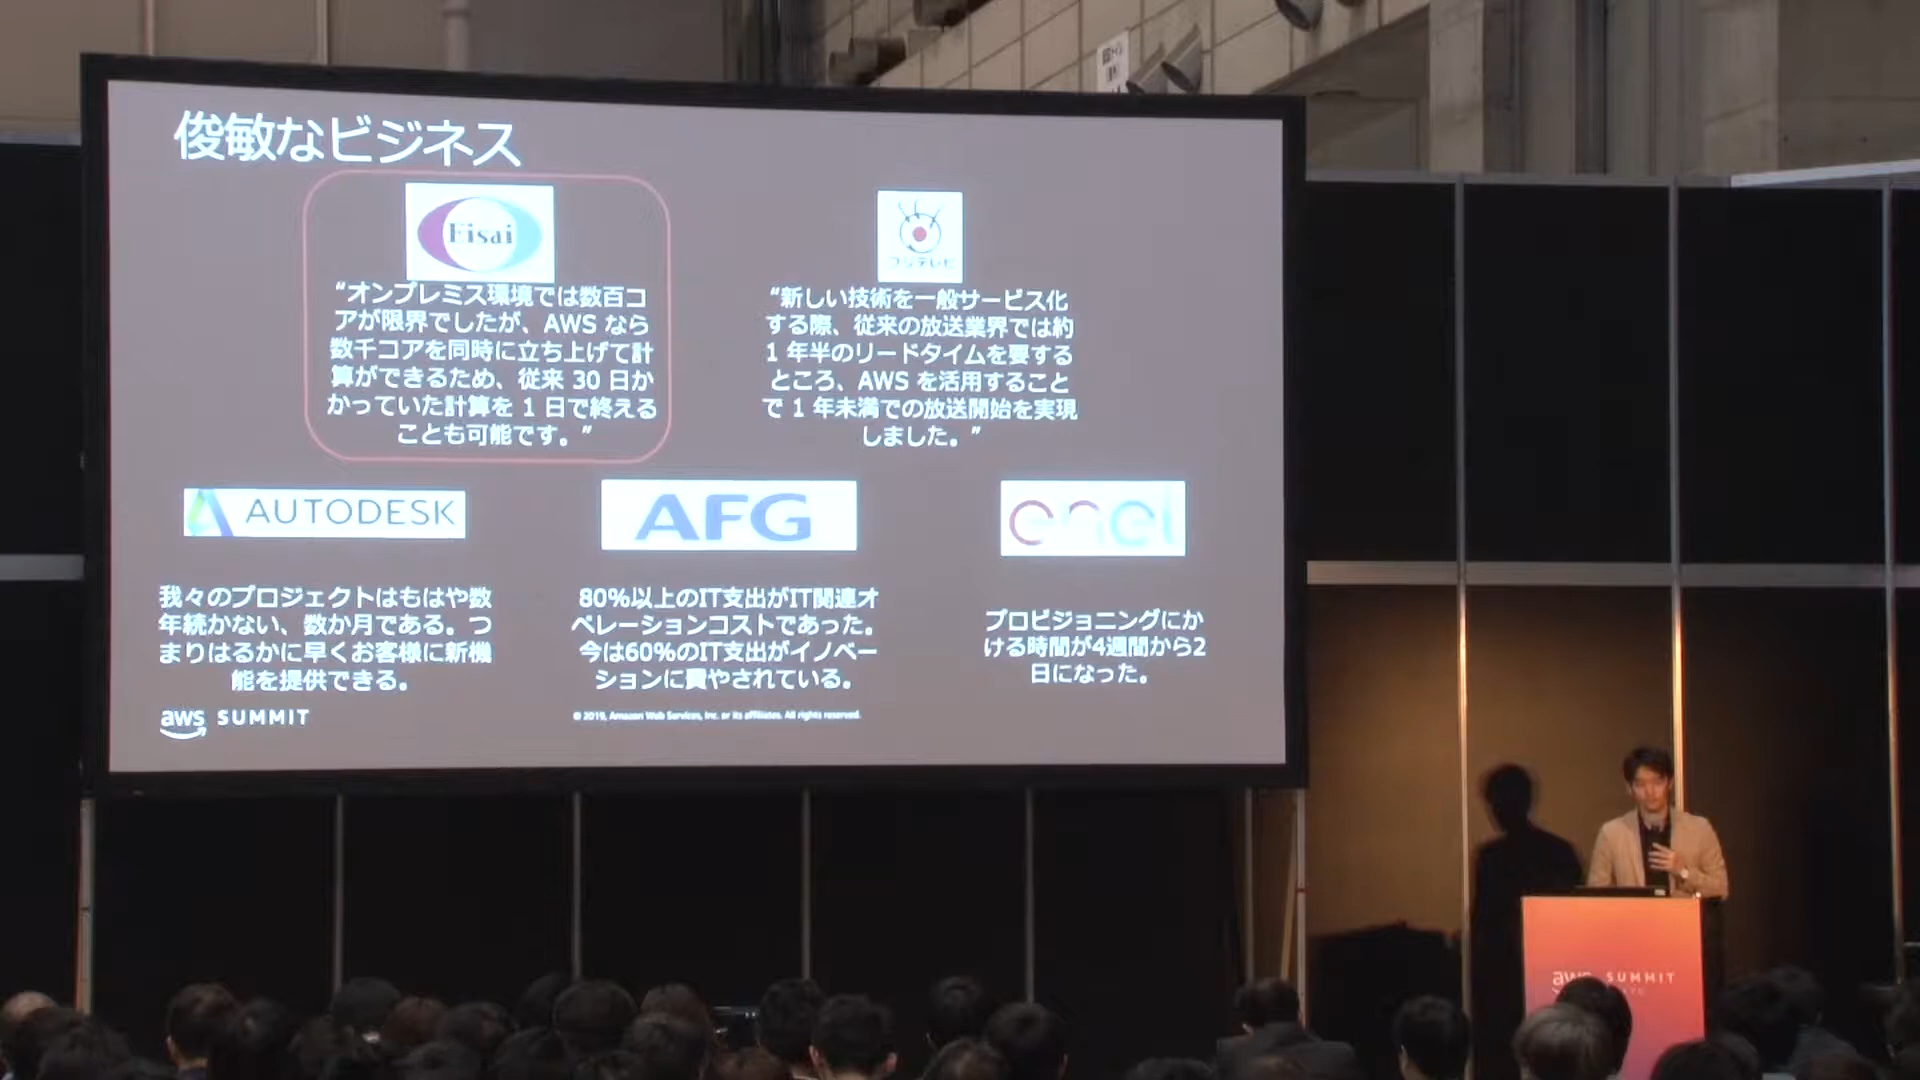 俊敏なビジネス
Eisai
“オンプレミス環境では数百コ
アが限界でしたが、AWS なら
数千コアを同時に立ち上げて計
算ができるため、従来 30 日か
かっていた計算を 1 日で終える
ことも可能です。”
フジテレビ
“新しい技術を一般サービス化
する際、従来の放送業界では約
1 年半のリードタイムを要する
ところ、AWS を活用すること
で 1 年未満での放送開始を実現
しました。”
AUTODESK
我々のプロジェクトはもはや数
年続かない、数か月である。つ
まりはるかに早くお客様に新機
能を提供できる。
AFG
80%以上のIT支出がIT関連オ
ペレーションコストであった。
今は60%のIT支出がイノベー
ションに費やされている。
enel
プロビジョニングにか
ける時間が4週間から2
日になった。
aws SUMMIT
© 2019, Amazon Web Services, Inc. or its affiliates. All rights reserved.
aws SUMMIT